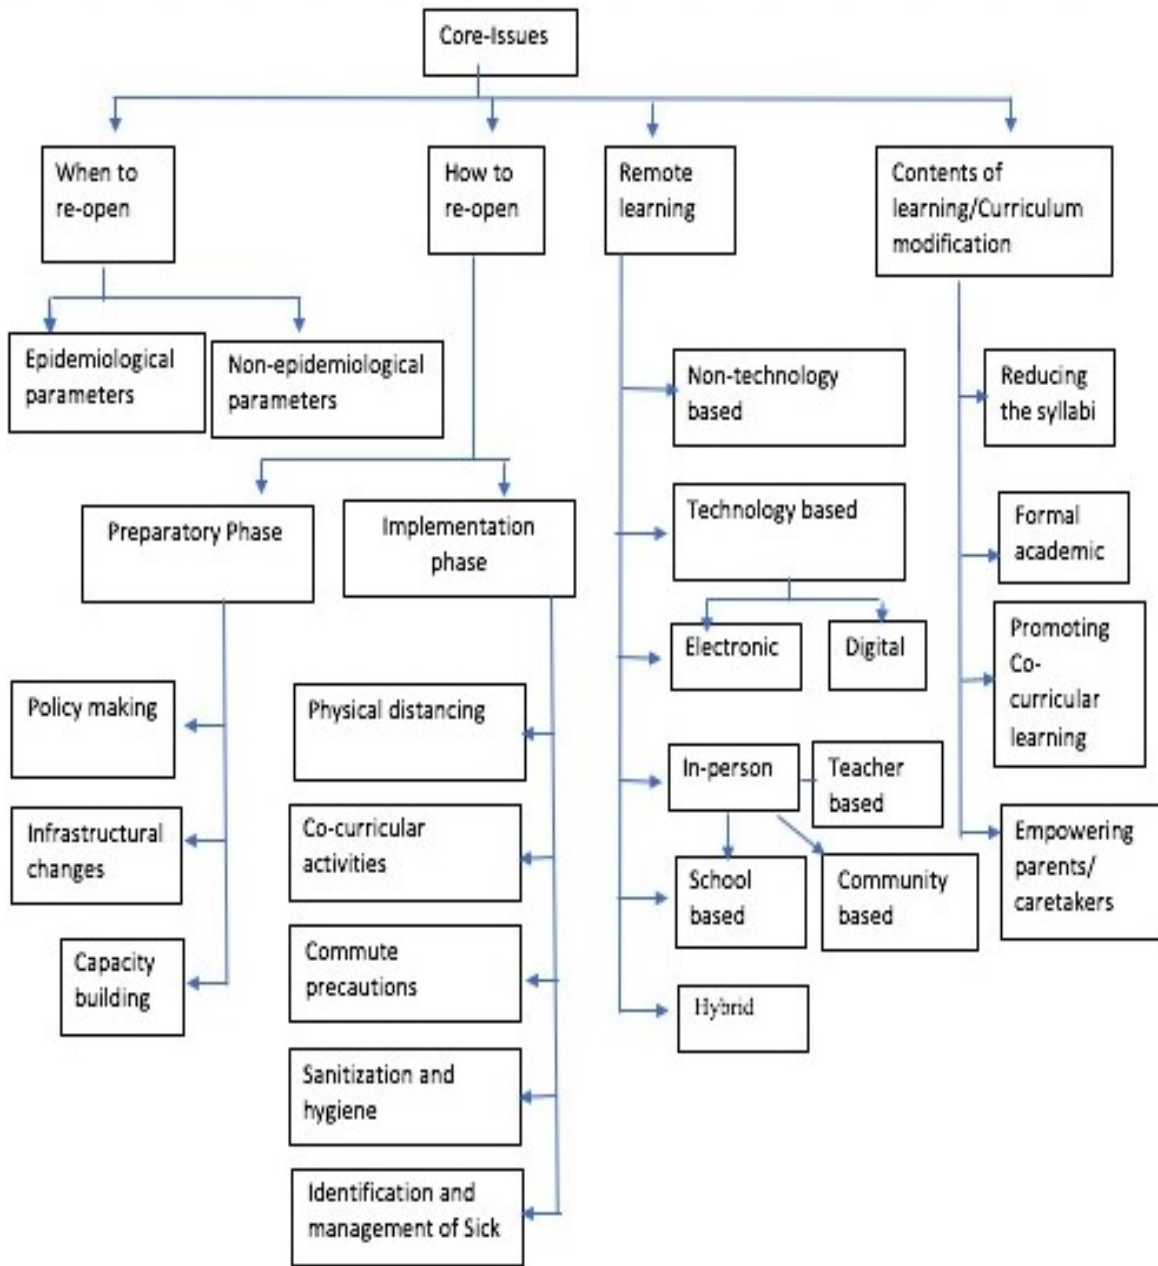 Core-Issues
When to
re-open
How to
re-open
Remote
learning
Contents of
learning/Curriculum
modification
Epidemiological
parameters
Non-epidemiological
parameters
Non-technology
based
Reducing
the syllabi
Preparatory Phase
Implementation
phase
Technology based
Formal
academic
Electronic
Digital
Promoting
Co-
curricular
learning
Policy making
Physical distancing
In-person
Teacher
based
Infrastructural
changes
Co-curricular
activities
School
based
Community
based
Empowering
parents/
caretakers
Capacity
building
Commute
precautions
Hybrid
Sanitization and
hygiene
Identification and
management of Sick